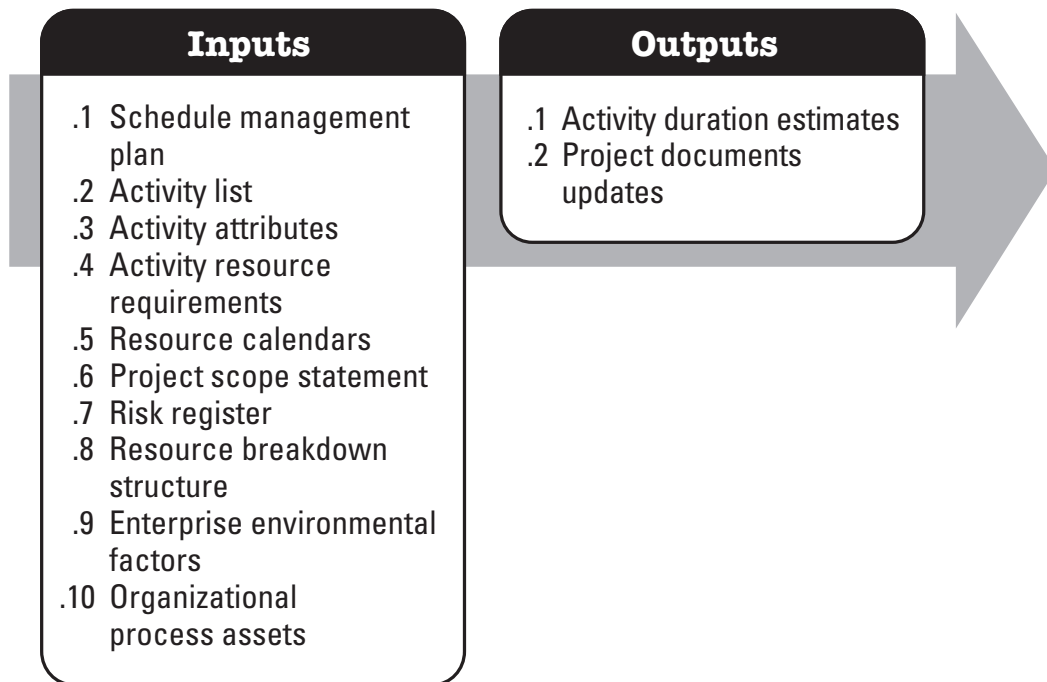 Inputs
.1 Schedule management
plan
.2 Activity list
.3 Activity attributes
.4 Activity resource
requirements
.5 Resource calendars
.6 Project scope statement
.7 Risk register
.8 Resource breakdown
structure
.9 Enterprise environmental
factors
.10 Organizational
process assets
Outputs
.1 Activity duration estimates
.2 Project documents
updates